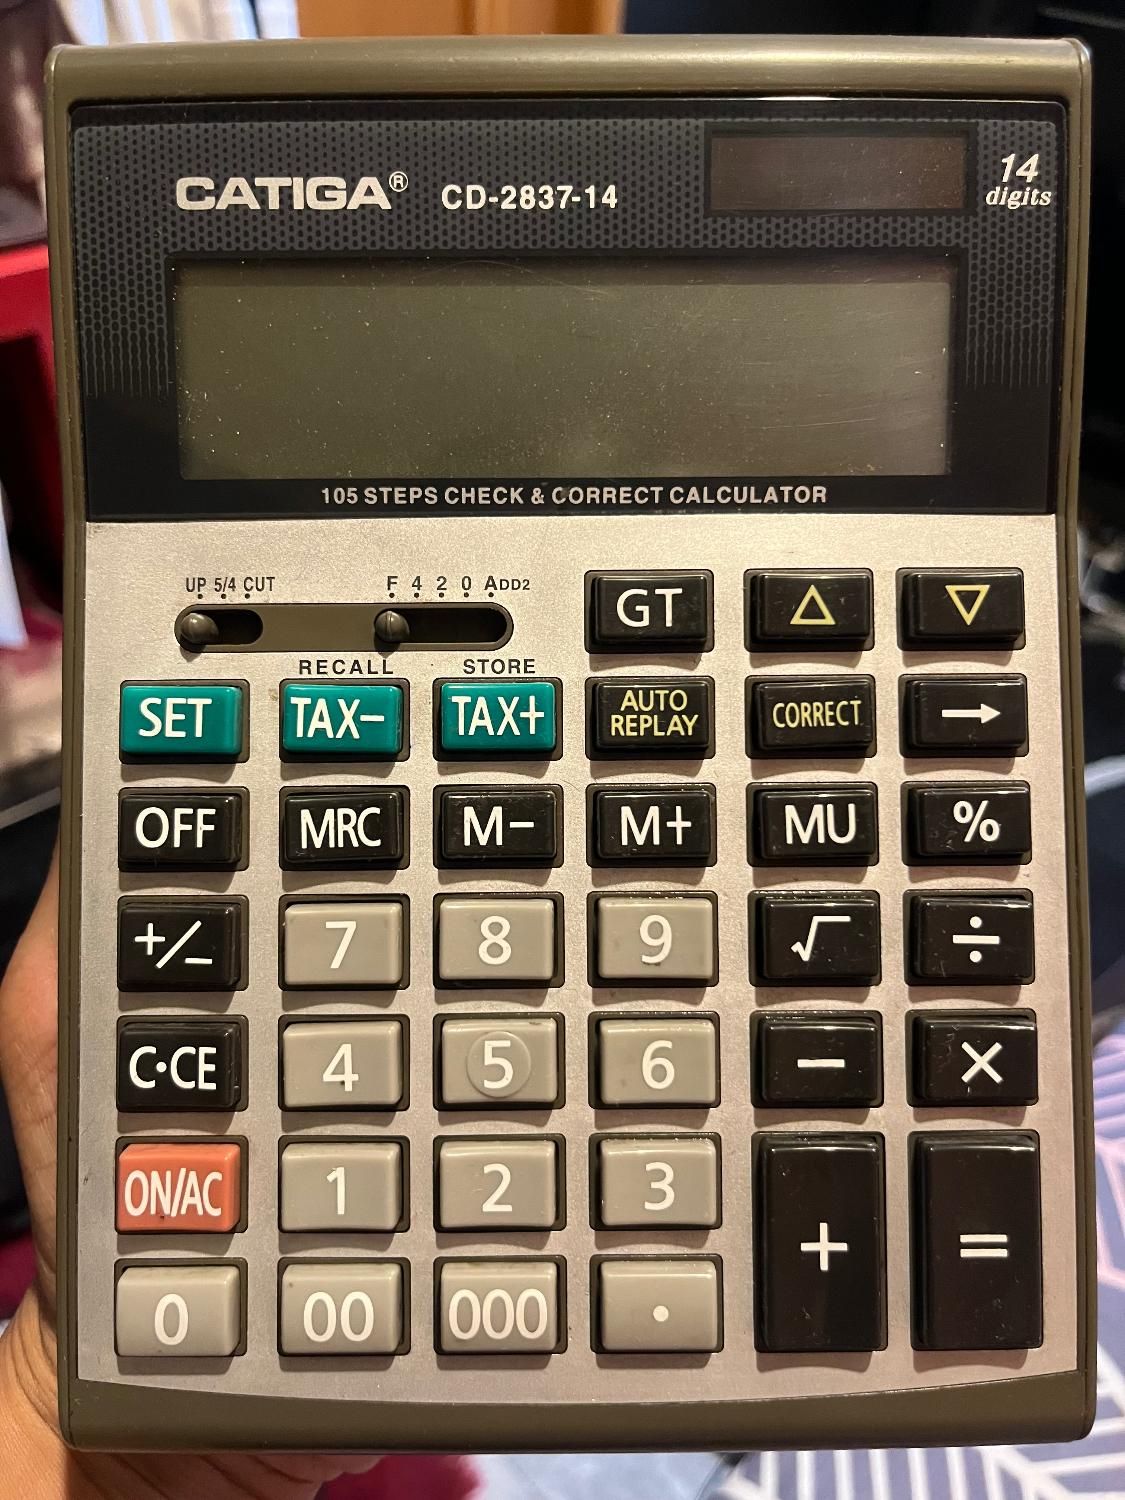 CATIGA® CD-2837-14
14 digits
105 STEPS CHECK & CORRECT CALCULATOR
UP 5/4 CUT F 4 2 0 ADD2
GT △ ▽
RECALL STORE
SET TAX- TAX+ AUTO REPLAY CORRECT →
OFF MRC M- M+ MU %
+/- 7 8 9 √ ÷
C·CE 4 5 6 - ×
ON/AC 1 2 3 + =
0 00 000 ·